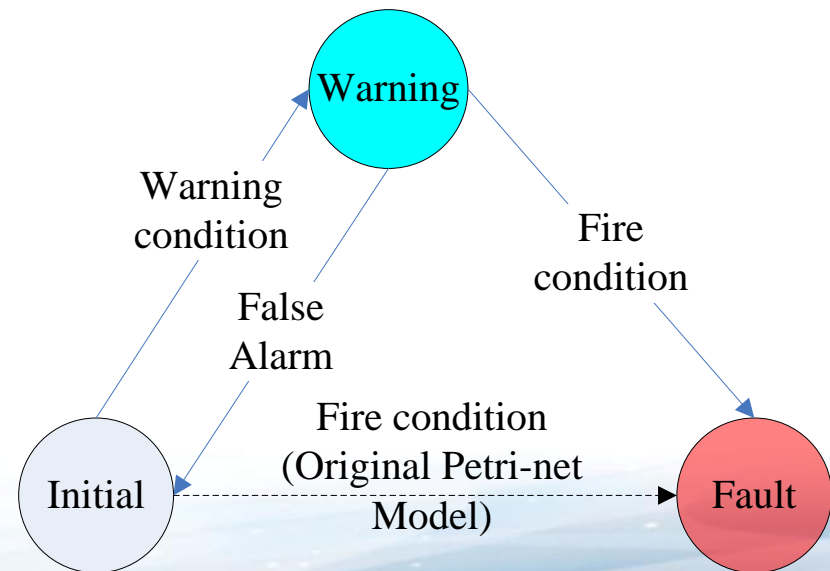 Warning
Warning
condition
Fire
condition
False
Alarm
Fire condition
(Original Petri-net
Model)
Initial
Fault